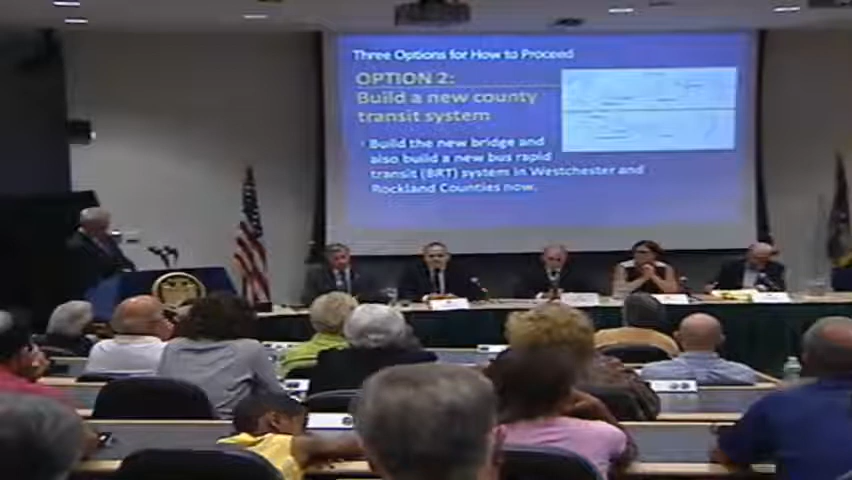 Three Options for How to Proceed
OPTION 2:
Build a new county
transit system
Build the new bridge and
also build a new bus rapid
transit (BRT) system in Westchester and
Rockland Counties now.